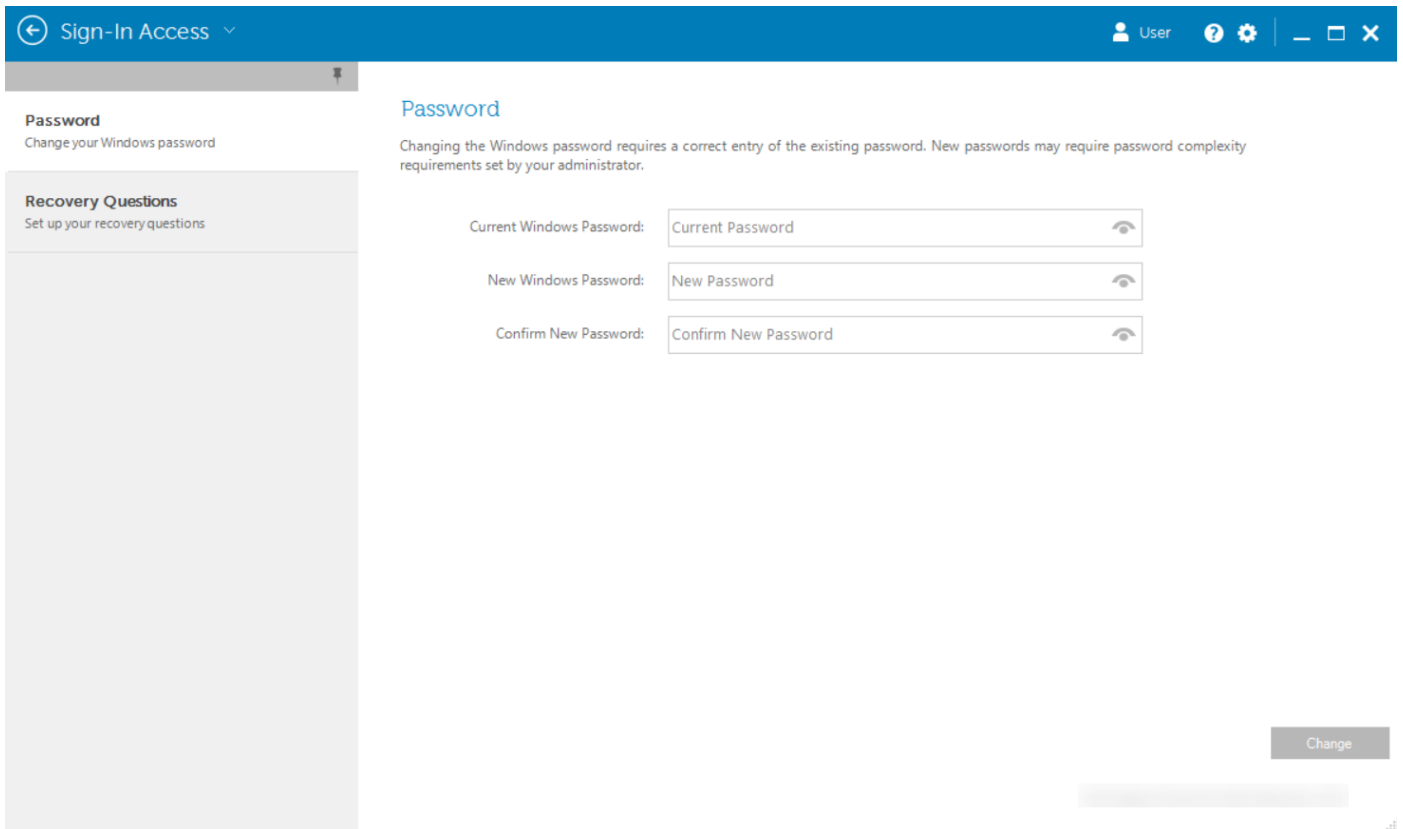 Sign-In Access
User
Password
Change your Windows password
Recovery Questions
Set up your recovery questions
Password
Changing the Windows password requires a correct entry of the existing password. New passwords may require password complexity
requirements set by your administrator.
Current Windows Password: Current Password
New Windows Password: New Password
Confirm New Password: Confirm New Password
Change